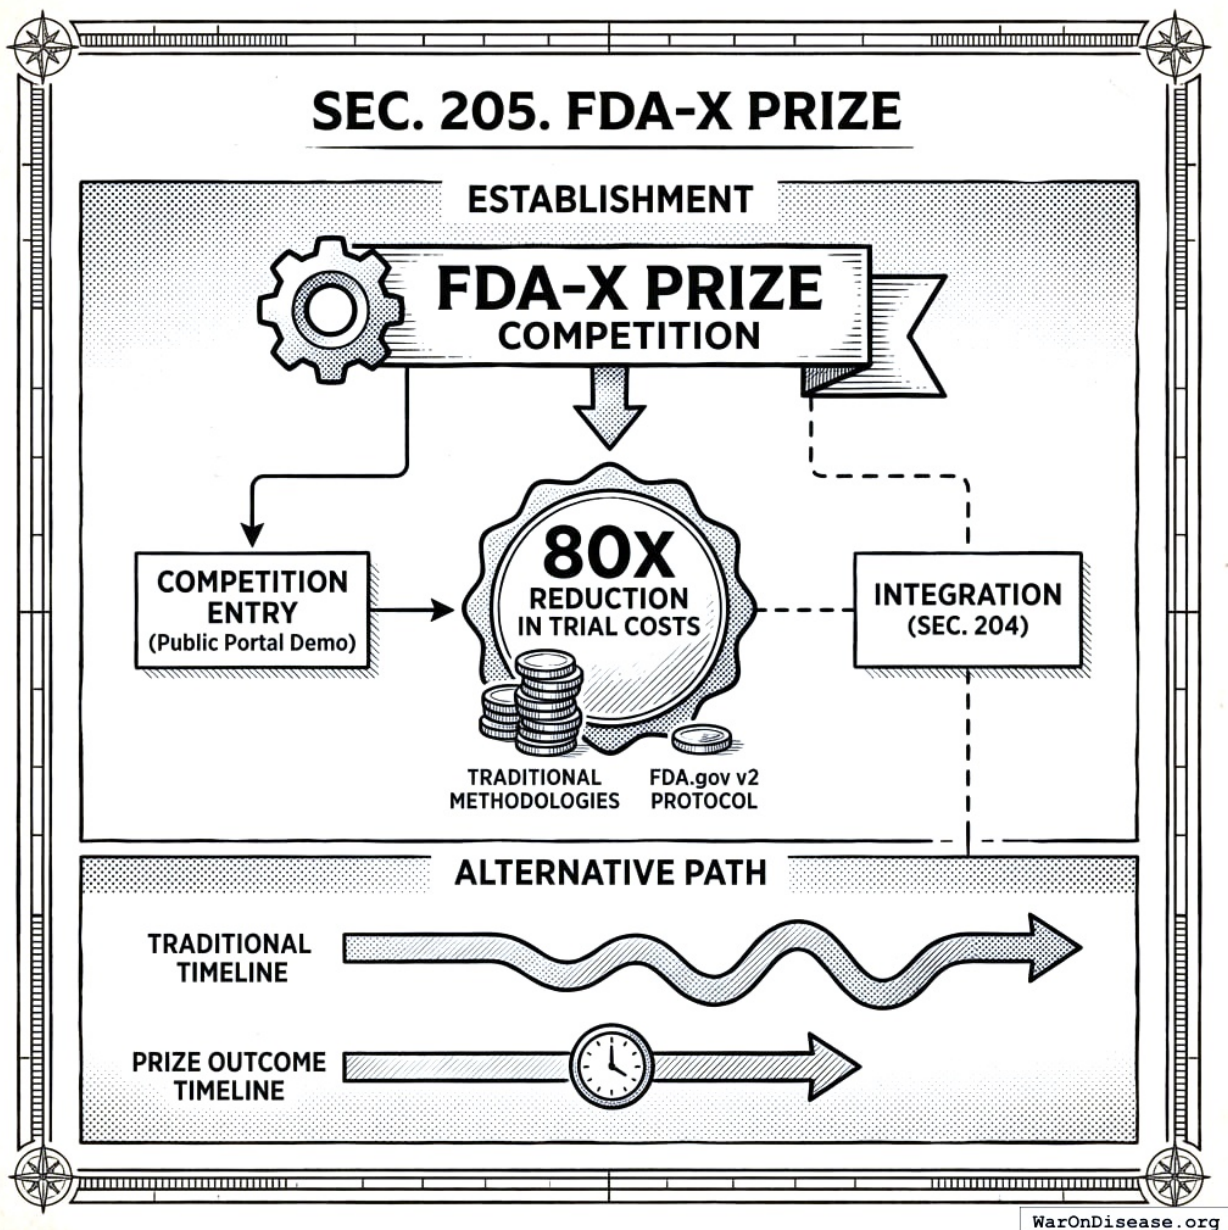 SEC. 205. FDA-X PRIZE
ESTABLISHMENT
FDA-X PRIZE
COMPETITION
COMPETITION
ENTRY
(Public Portal Demo)
80X
REDUCTION
IN TRIAL COSTS
INTEGRATION
(SEC. 204)
TRADITIONAL
METHODOLOGIES
FDA.gov v2
PROTOCOL
ALTERNATIVE PATH
TRADITIONAL
TIMELINE
PRIZE OUTCOME
TIMELINE
WarOnDisease.org